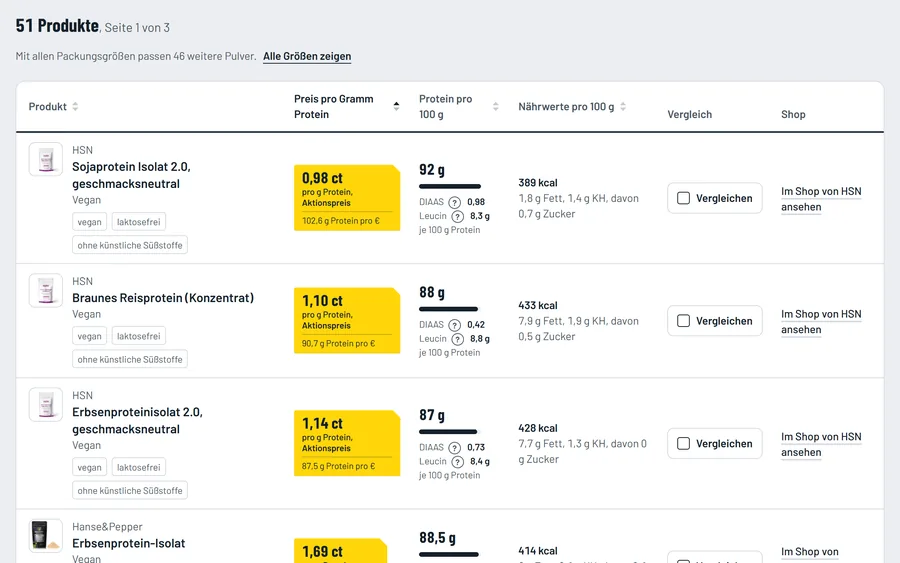 51 Produkte, Seite 1 von 3
Mit allen Packungsgrößen passen 46 weitere Pulver. Alle Größen zeigen
Produkt
Preis pro Gramm
Protein
Protein pro
100 g
Nährwerte pro 100 g
Vergleich
Shop
HSN
Sojaprotein Isolat 2.0,
geschmacksneutral
Vegan
vegan
laktosefrei
ohne künstliche Süßstoffe
0,98 ct
pro g Protein,
Aktionspreis
102,6 g Protein pro €
92 g
DIAAS ? 0,98
Leucin ? 8,3 g
je 100 g Protein
389 kcal
1,8 g Fett, 1,4 g KH, davon
0,7 g Zucker
Vergleichen
Im Shop von HSN
ansehen
HSN
Braunes Reisprotein (Konzentrat)
Vegan
vegan
laktosefrei
ohne künstliche Süßstoffe
1,10 ct
pro g Protein,
Aktionspreis
90,7 g Protein pro €
88 g
DIAAS ? 0,42
Leucin ? 8,8 g
je 100 g Protein
433 kcal
7,9 g Fett, 1,9 g KH, davon
0,5 g Zucker
Vergleichen
Im Shop von HSN
ansehen
HSN
Erbsenproteinisolat 2.0,
geschmacksneutral
Vegan
vegan
laktosefrei
ohne künstliche Süßstoffe
1,14 ct
pro g Protein,
Aktionspreis
87,5 g Protein pro €
87 g
DIAAS ? 0,73
Leucin ? 8,4 g
je 100 g Protein
428 kcal
7,7 g Fett, 1,3 g KH, davon 0
g Zucker
Vergleichen
Im Shop von HSN
ansehen
Hanse&Pepper
Erbsenprotein-Isolat
Vegan
1,69 ct
88,5 g
414 kcal
Im Shop von